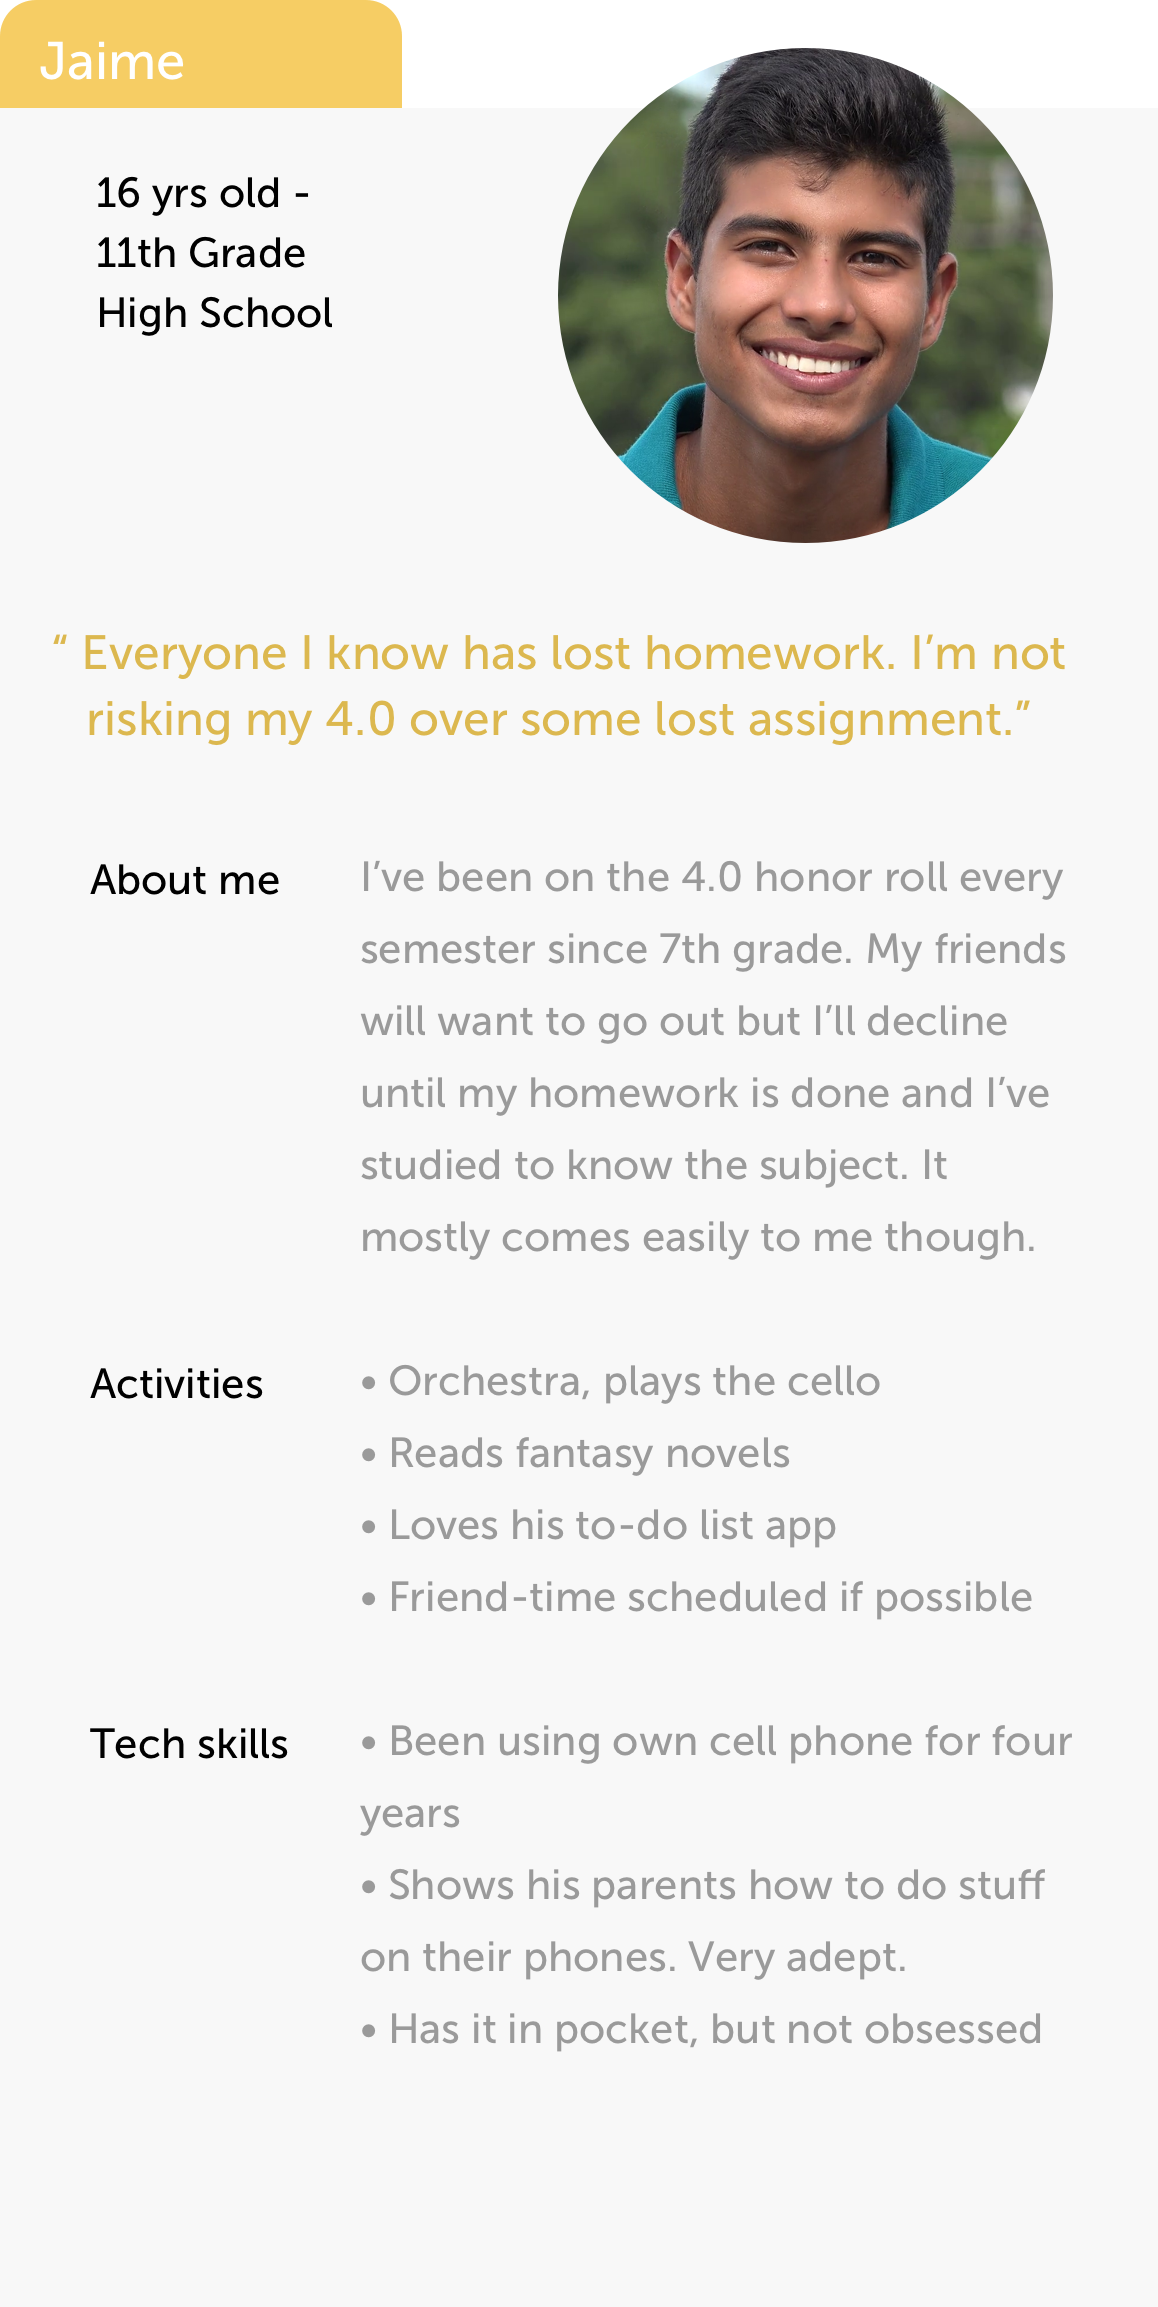 Jaime
16 yrs old -
11th Grade
High School
“ Everyone I know has lost homework. I’m not
risking my 4.0 over some lost assignment.”
About me
I’ve been on the 4.0 honor roll every
semester since 7th grade. My friends
will want to go out but I’ll decline
until my homework is done and I’ve
studied to know the subject. It
mostly comes easily to me though.
Activities
• Orchestra, plays the cello
• Reads fantasy novels
• Loves his to-do list app
• Friend-time scheduled if possible
Tech skills
• Been using own cell phone for four
years
• Shows his parents how to do stuff
on their phones. Very adept.
• Has it in pocket, but not obsessed